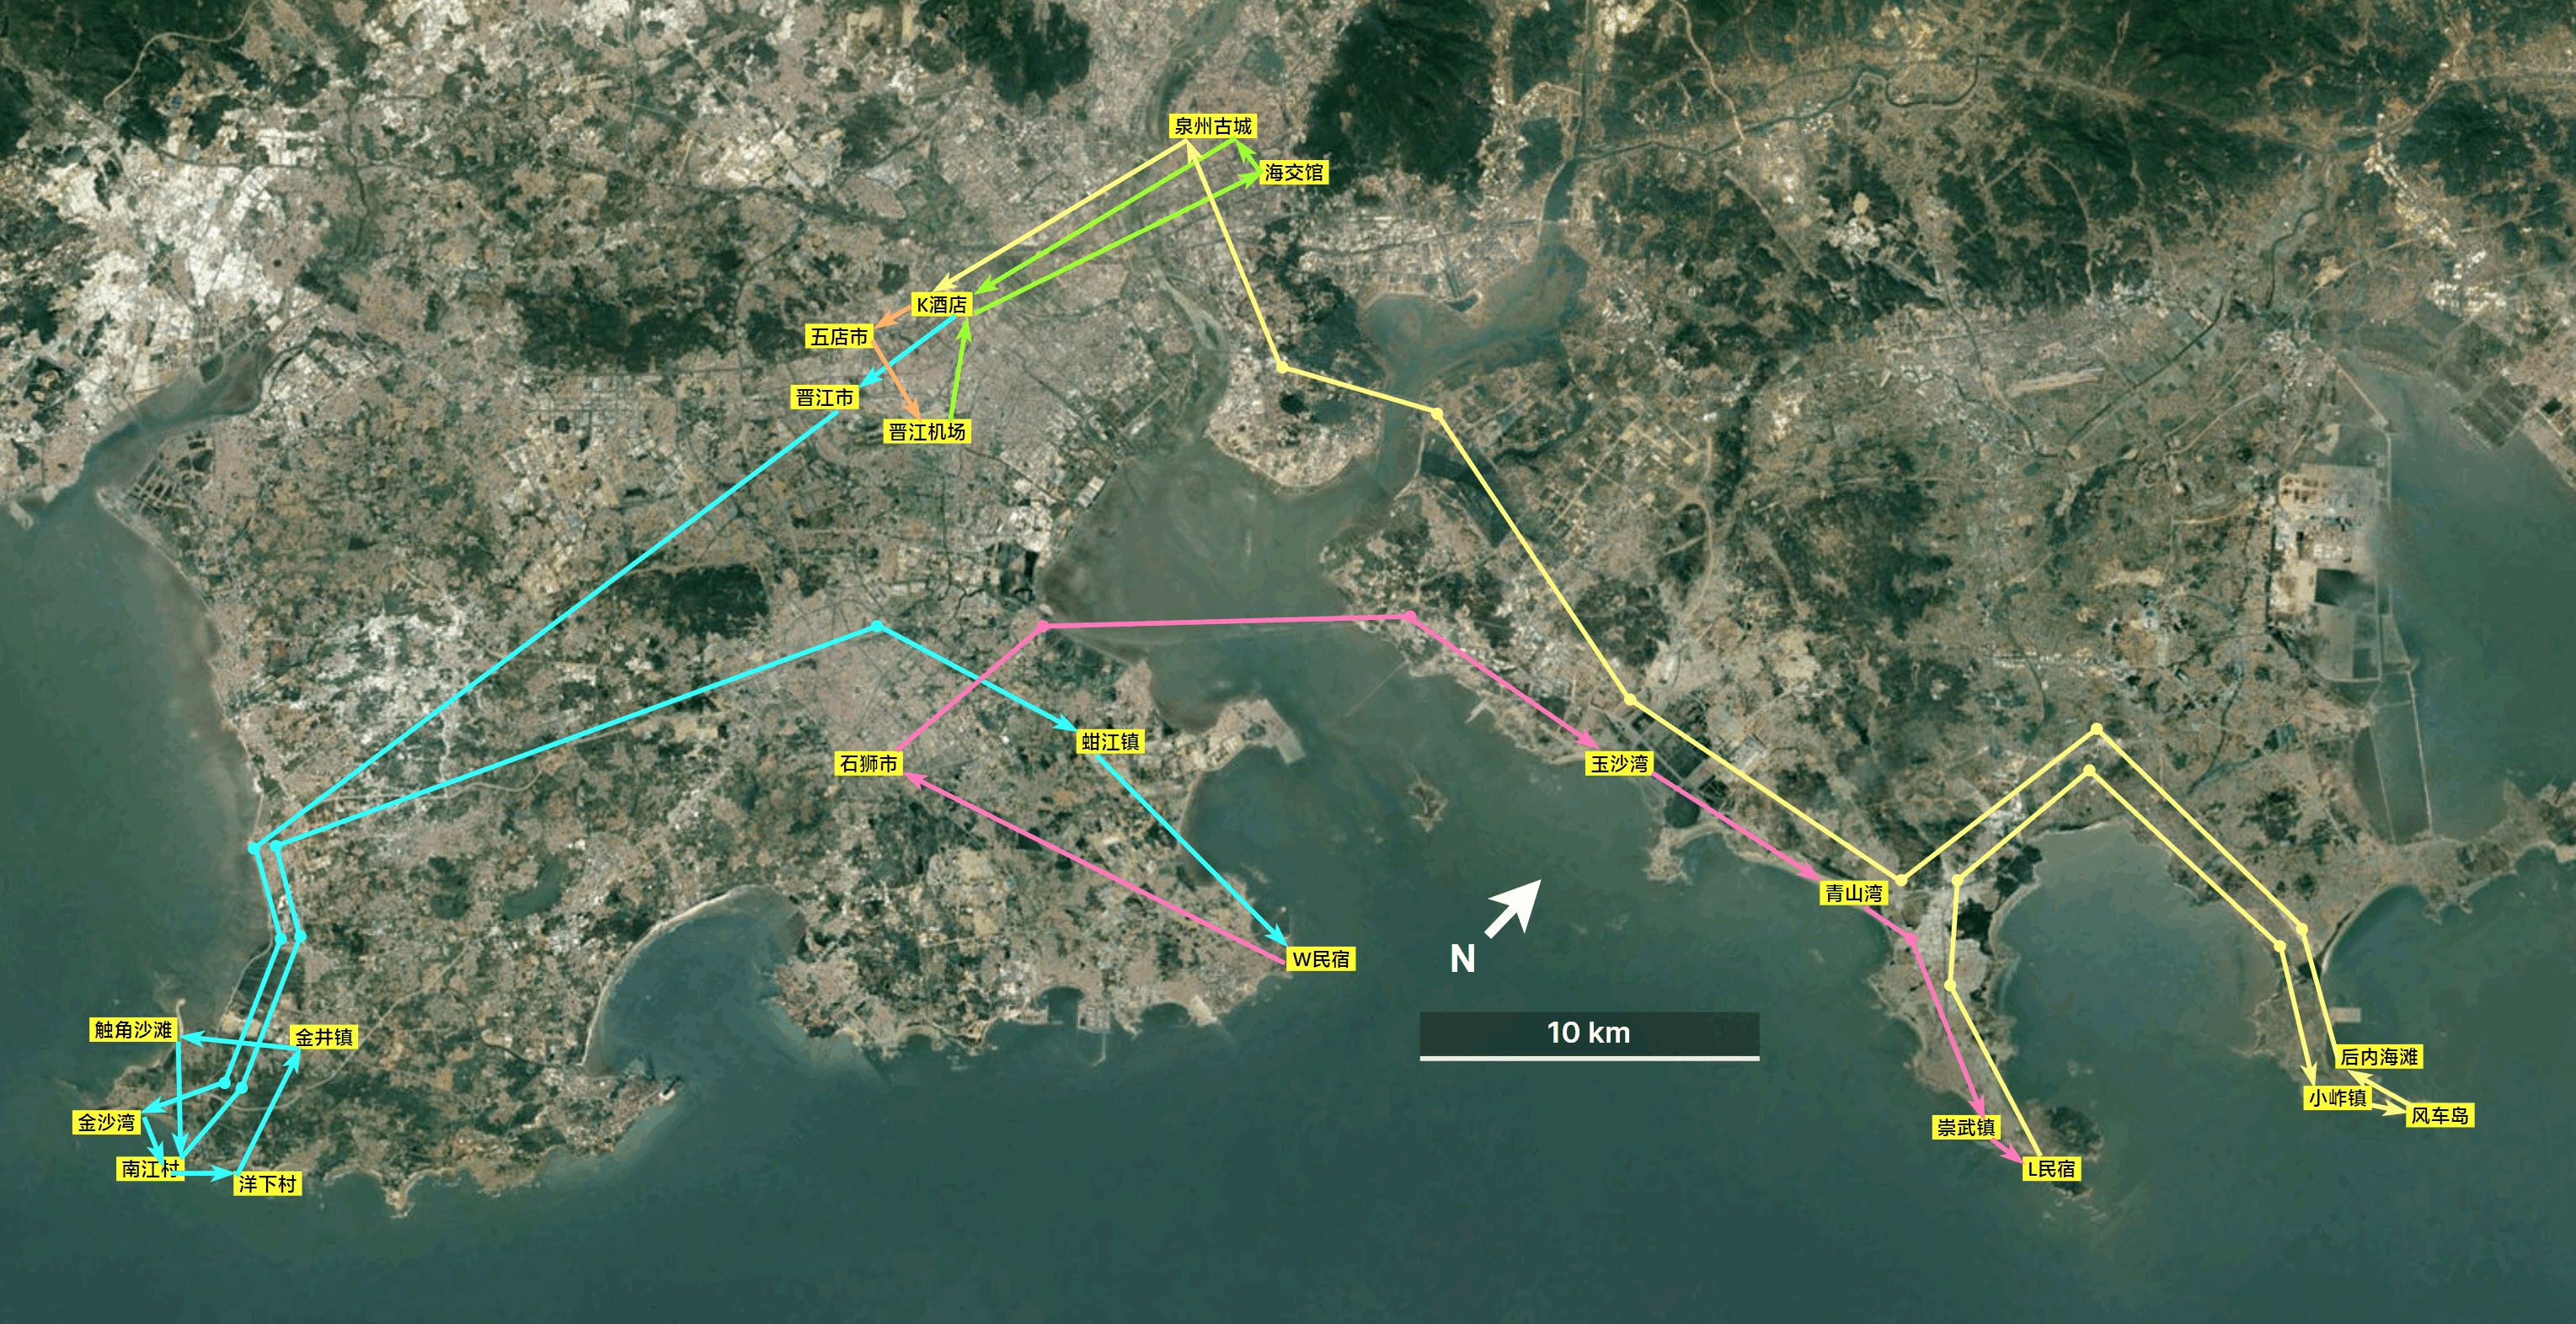 泉州古城
海交馆
K酒店
五店市
晋江市
晋江机场
蚶江镇
石狮市
玉沙湾
青山湾
W民宿
N
10 km
触角沙滩
金井镇
后内海滩
小岞镇
风车岛
金沙湾
崇武镇
南江村
L民宿
洋下村